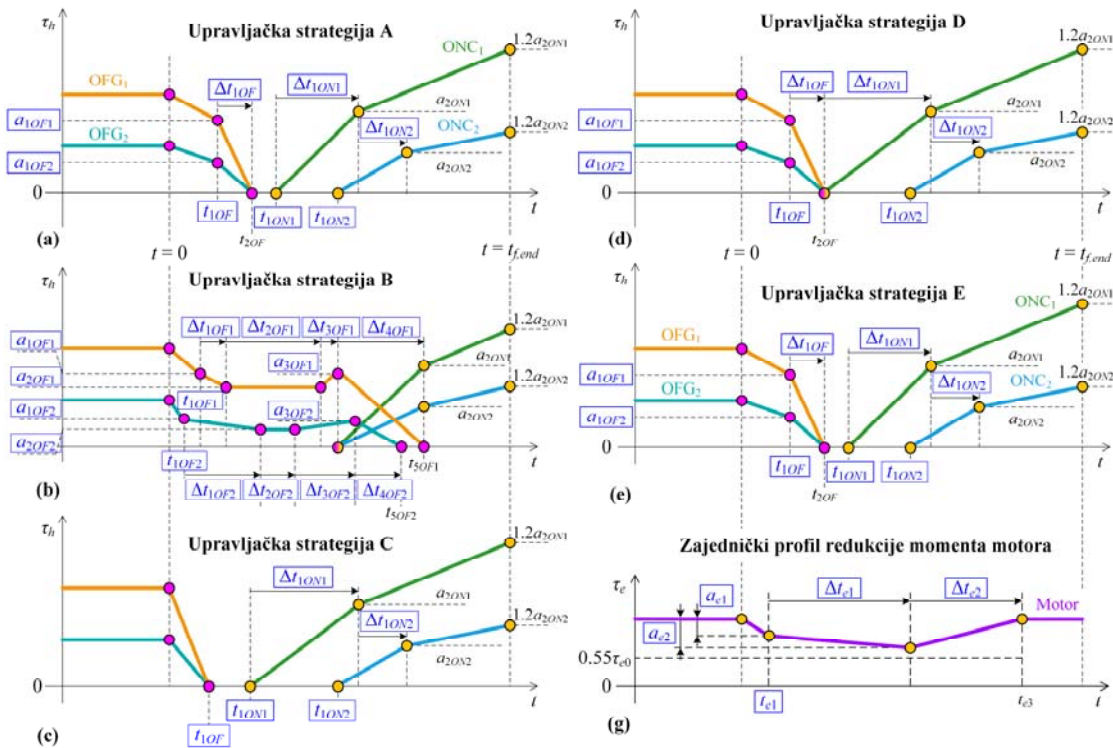 τh
Upravljačka strategija A
ONC1
1.2a2ON1
OFG1
Δt1OF
Δt1ON1
a1OF1
a2ON1
OFG2
ONC2
1.2a2ON2
Δt1ON2
a1OF2
a2ON2
0
t1OF
t1ON1
t1ON2
t
t2OF
(a)
t = 0
t = tf,end
τh
Upravljačka strategija B
1.2a2ON1
Δt1OF1
Δt2OF1
Δt3OF1
Δt4OF1
a1OF1
a3OF1
a2ON1
a2OF1
1.2a2ON2
t1OF1
a1OF2
a3OF2
a2ON2
a2OF2
t
t1OF2
t5OF1
(b)
Δt1OF2
Δt2OF2
Δt3OF2
Δt4OF2
t5OF2
τh
Upravljačka strategija C
1.2a2ON1
Δt1ON1
a2ON1
1.2a2ON2
Δt1ON2
a2ON2
0
t
t1OF
t1ON1
t1ON2
(c)
τh
Upravljačka strategija D
1.2a2ON1
Δt1OF
Δt1ON1
a1OF1
a2ON1
1.2a2ON2
Δt1ON2
a1OF2
a2ON2
0
t
t1OF
t1ON2
t2OF
(d)
t = 0
t = tf,end
τh
Upravljačka strategija E
ONC1
1.2a2ON1
OFG1
Δt1OF
Δt1ON1
a1OF1
a2ON1
OFG2
ONC2
1.2a2ON2
Δt1ON2
a1OF2
a2ON2
0
t
t1OF
t1ON1
t1ON2
t2OF
(e)
Zajednički profil redukcije momenta motora
τe
ae1
Δte1
Δte2
Motor
ae2
0.55τe0
t
te1
te3
(g)